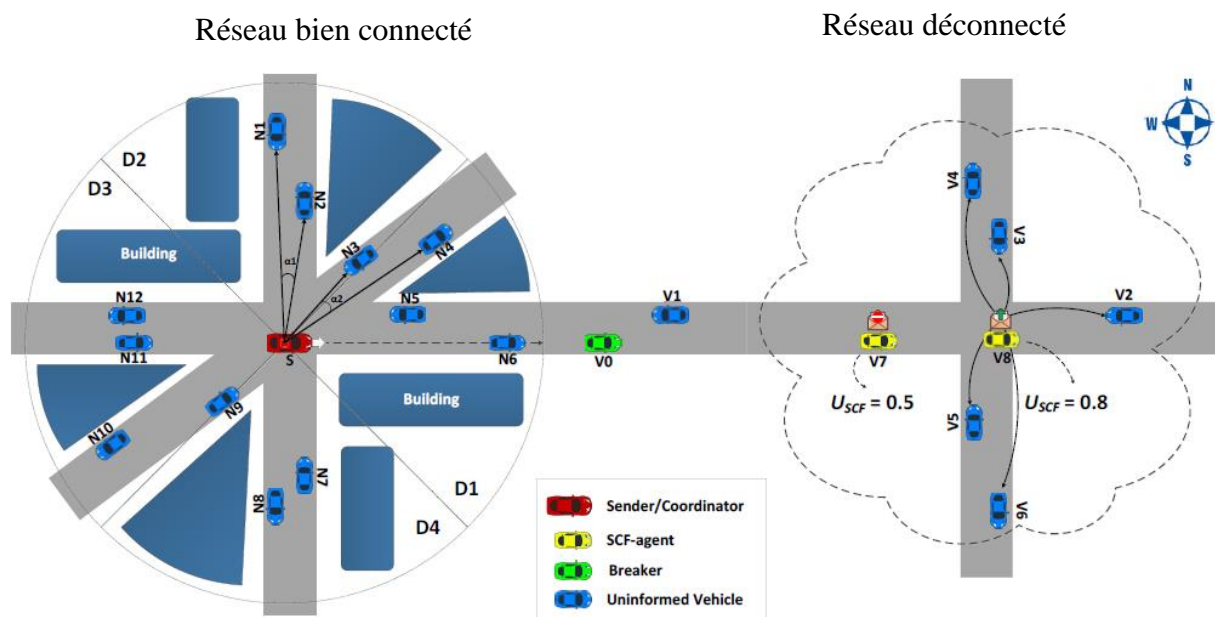 Réseau bien connecté
Réseau déconnecté
N
W
E
S
D2
D3
N1
N2
α1
N3
N4
α2
Building
N12
N11
S
N5
N6
V0
V1
V4
V3
V2
V7
V8
U_SCF = 0.5
U_SCF = 0.8
V5
V6
N10
N9
N8
N7
Building
D1
D4
Sender/Coordinator
SCF-agent
Breaker
Uninformed Vehicle